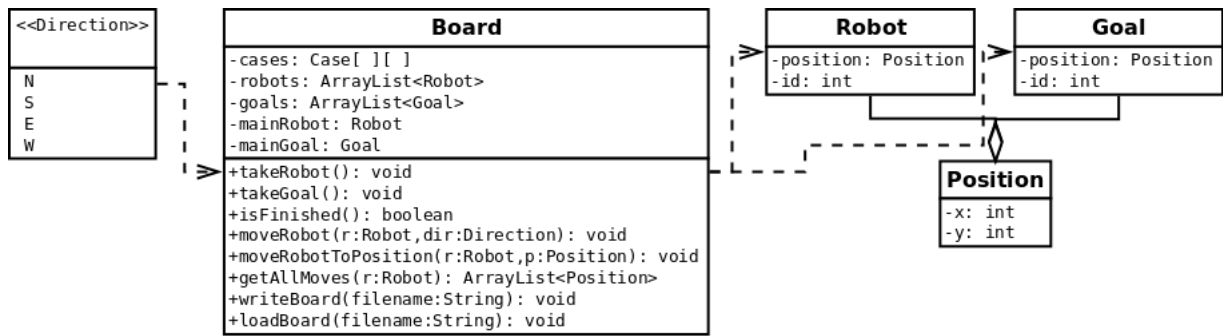 <<Direction>>
N
S
E
W
Board
-cases: Case[ ][ ]
-robots: ArrayList<Robot>
-goals: ArrayList<Goal>
-mainRobot: Robot
-mainGoal: Goal
+takeRobot(): void
+takeGoal(): void
+isFinished(): boolean
+moveRobot(r:Robot,dir:Direction): void
+moveRobotToPosition(r:Robot,p:Position): void
+getAllMoves(r:Robot): ArrayList<Position>
+writeBoard(filename:String): void
+loadBoard(filename:String): void
Robot
-position: Position
-id: int
Goal
-position: Position
-id: int
Position
-x: int
-y: int